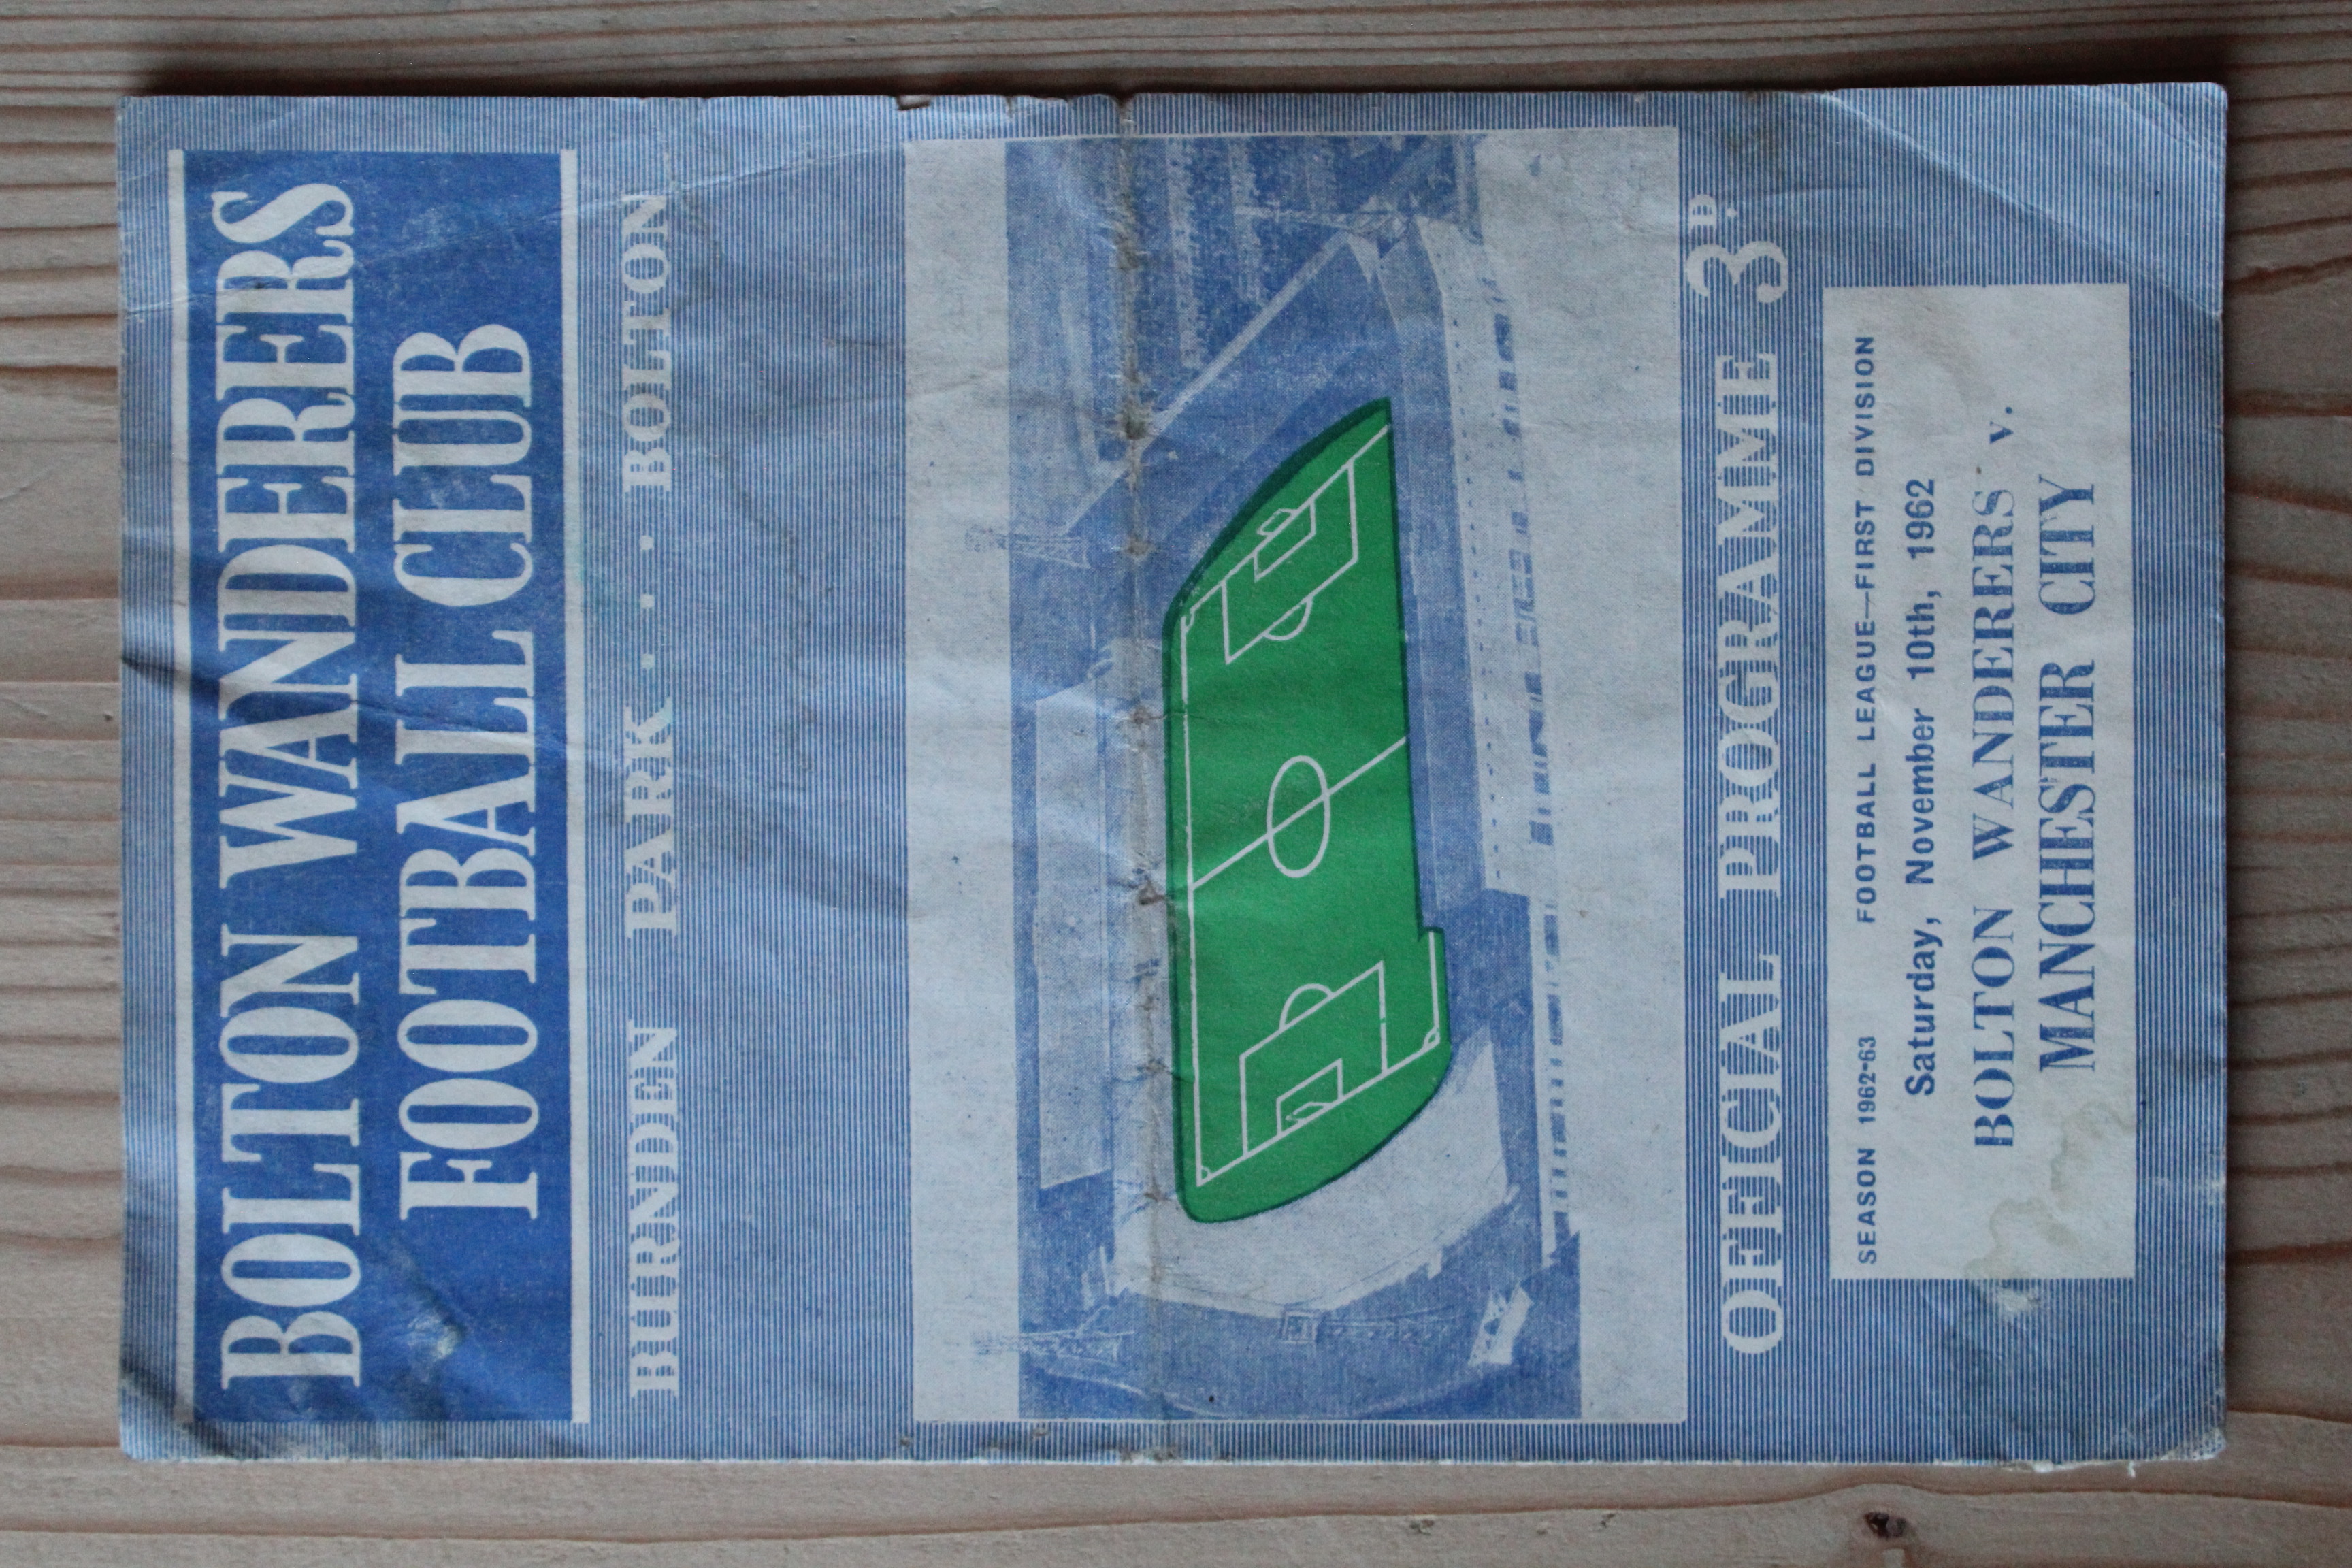 BOLTON WANDERERS
FOOTBALL CLUB
BURNDEN PARK . . . . BOLTON
OFFICIAL PROGRAMME 3D.
SEASON 1962-63 FOOTBALL LEAGUE—FIRST DIVISION
Saturday, November 10th, 1962
BOLTON WANDERERS v.
MANCHESTER CITY